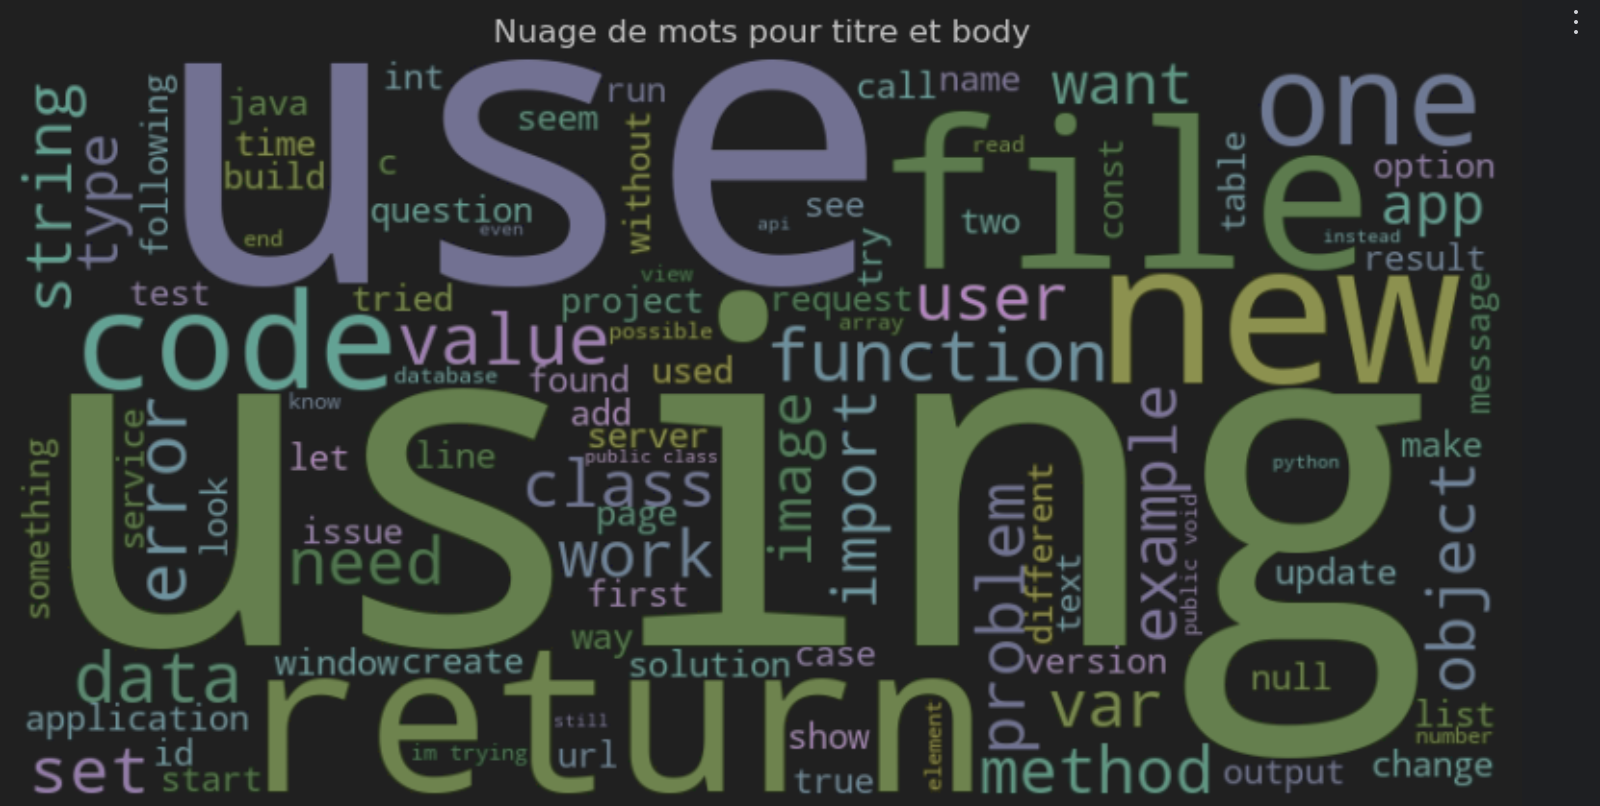 Nuage de mots pour titre et body
string
type
following
java
time
build
end
use
int
c
question
even
seem
run
without
api
see
try
call
name
file
read
two
want
const
table
one
option
app
instead
result
test
tried
view
project
possible
request
array
user
new
message
code
value
database
found
used
function
know
add
server
public class
class
page
work
first
way
image
import
using
something
service
error
look
let
line
issue
need
problem
different
text
example
public void
python
make
update
object
null
data
window
create
solution
case
version
application
set
id
start
return
im trying
still
url
show
true
element
var
method
output
list
number
change